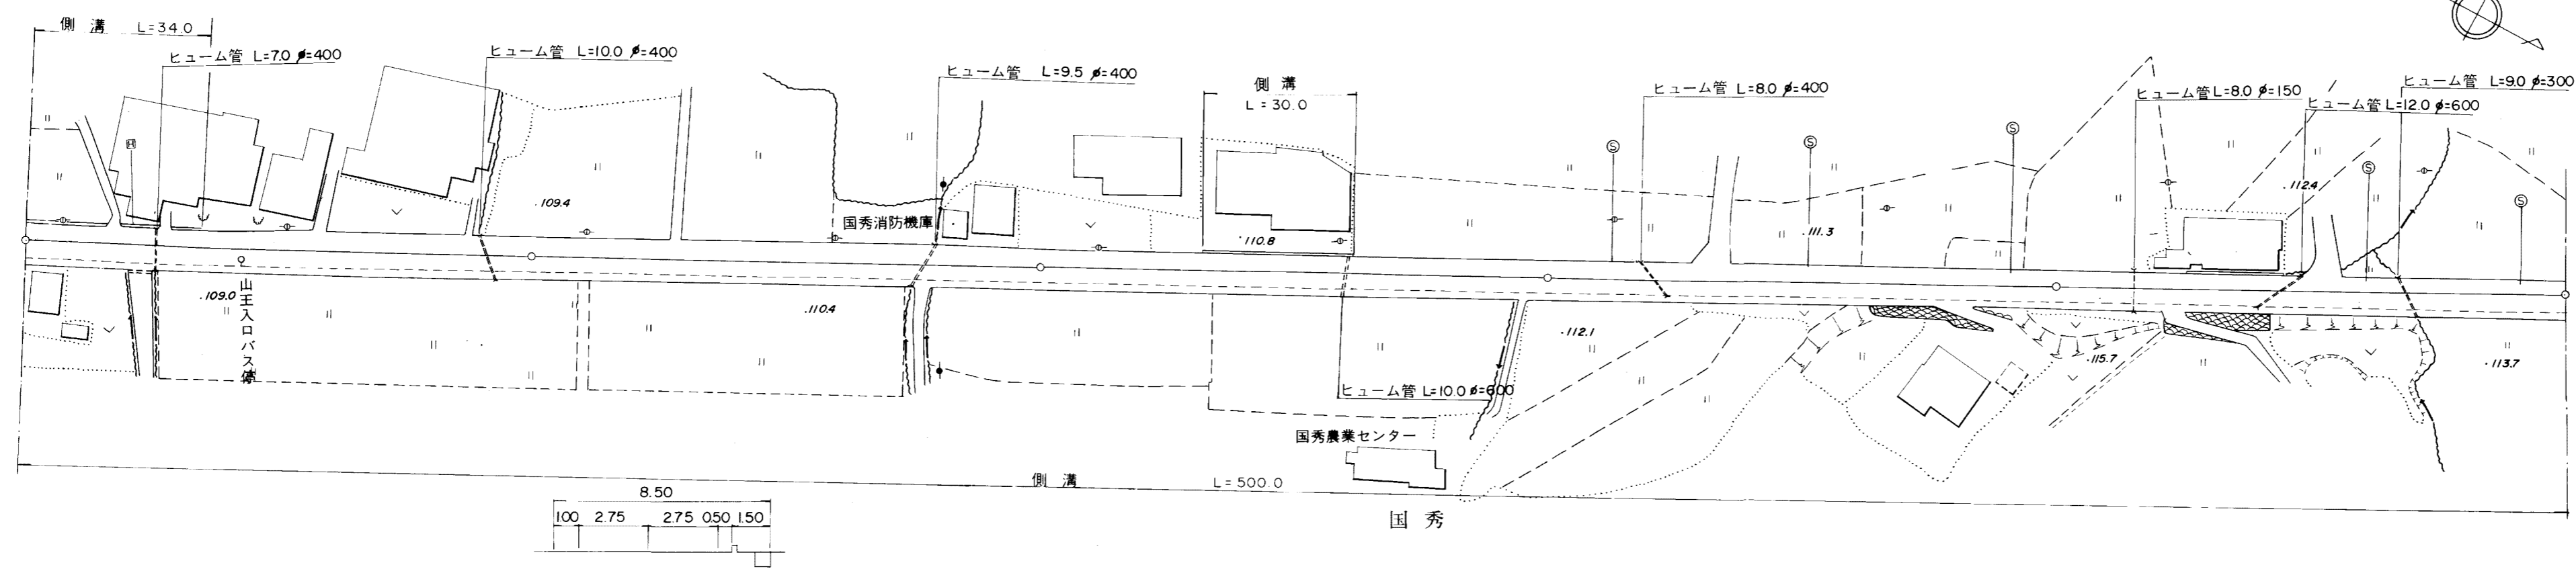 側溝 L=34.0
ヒューム管 L=7.0 φ=400
ヒューム管 L=10.0 φ=400
ヒューム管 L=9.5 φ=400
側溝
L=30.0
ヒューム管 L=8.0 φ=400
ヒューム管 L=8.0 φ=150
ヒューム管 L=12.0 φ=600
ヒューム管 L=9.0 φ=300
H
S
S
S
S
S
.109.4
国秀消防機庫
.110.8
.111.3
.112.4
.109.0
山王入口バス停
.110.4
.112.1
.115.7
.113.7
ヒューム管 L=10.0 φ=600
国秀農業センター
側溝 L=500.0
国秀
8.50
1.00 2.75 2.75 0.50 1.50